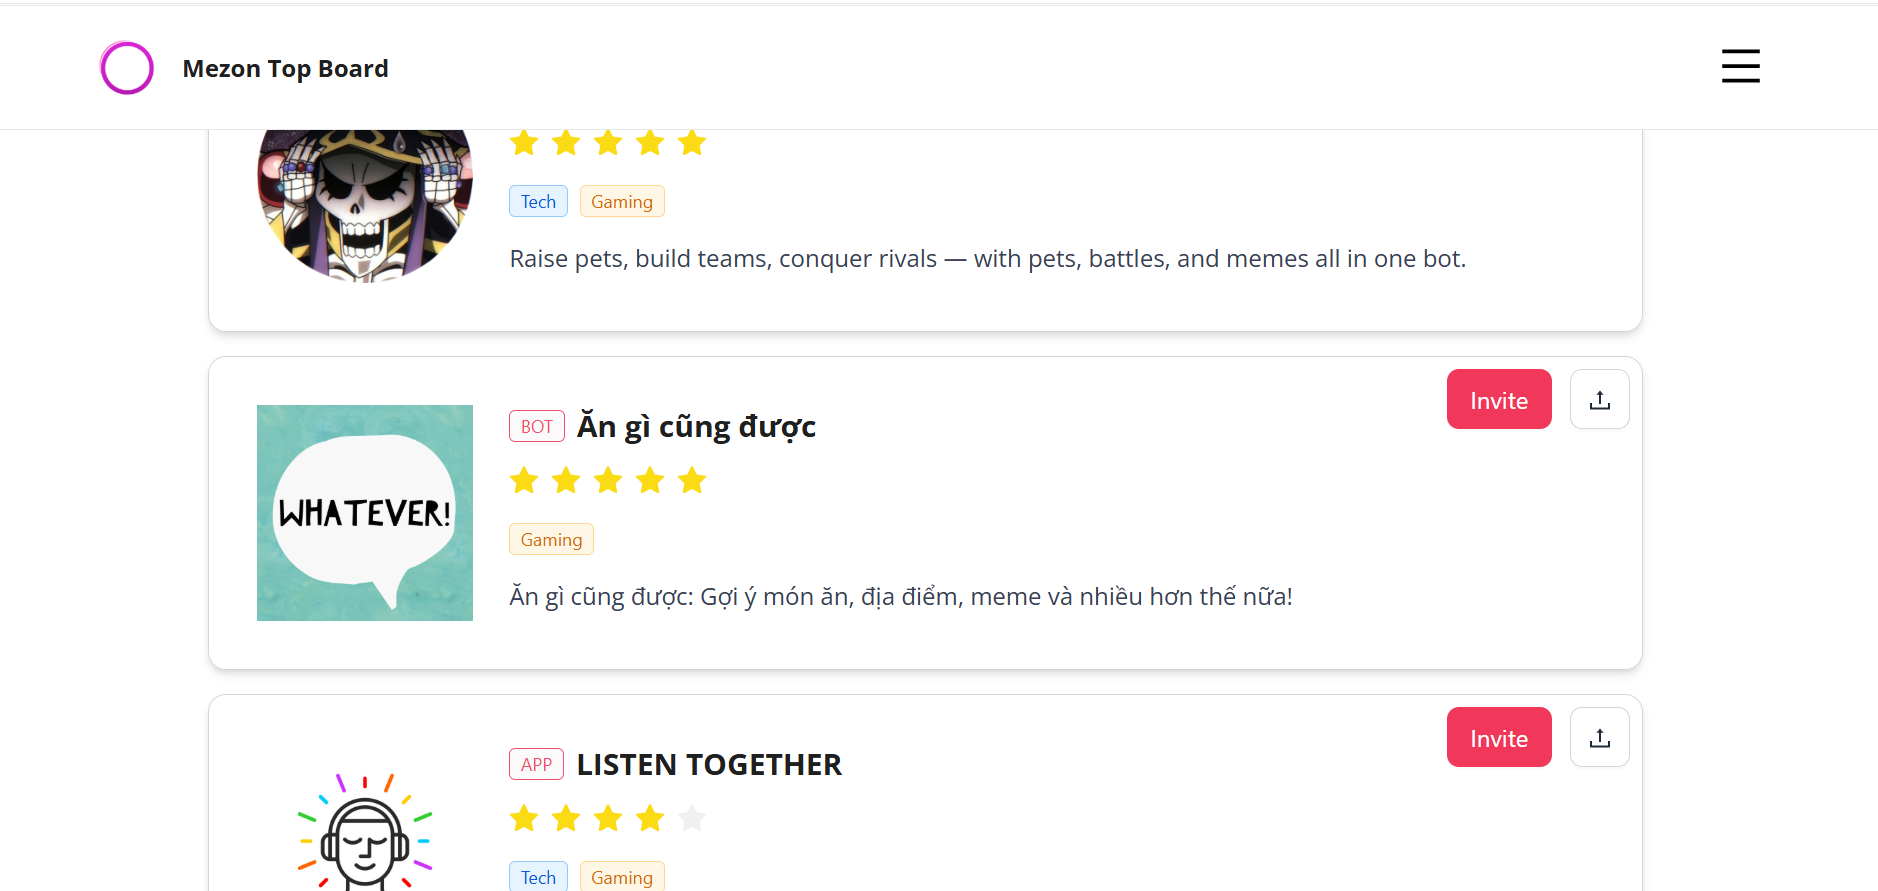 Mezon Top Board
Tech Gaming
Raise pets, build teams, conquer rivals — with pets, battles, and memes all in one bot.
Invite
BOT Ăn gì cũng được
WHATEVER!
Gaming
Ăn gì cũng được: Gợi ý món ăn, địa điểm, meme và nhiều hơn thế nữa!
Invite
APP LISTEN TOGETHER
Tech Gaming